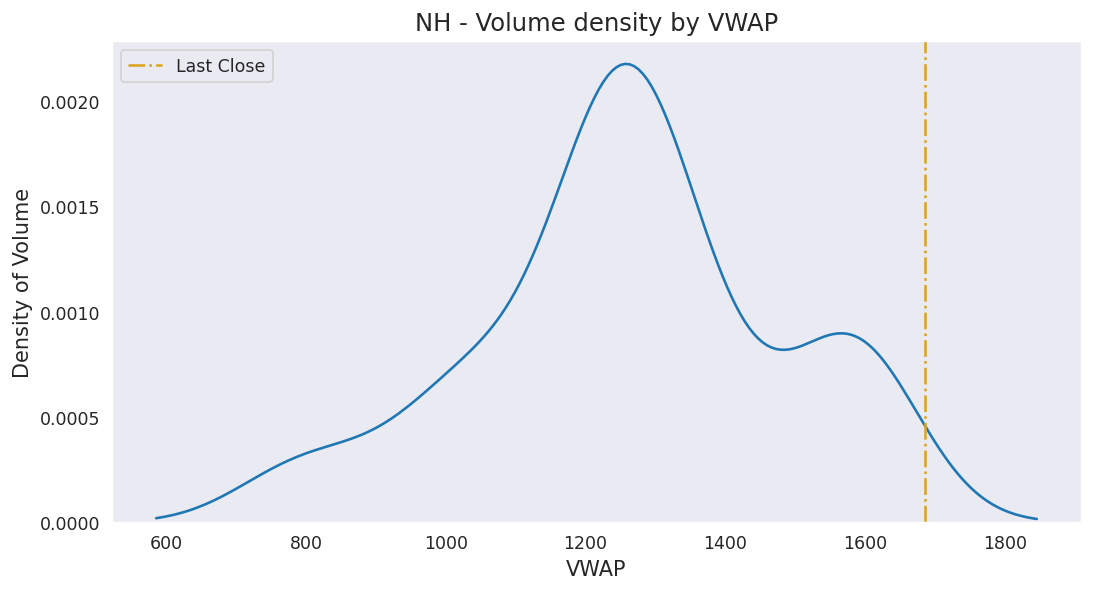 NH - Volume density by VWAP
Last Close
Density of Volume
0.0020
0.0015
0.0010
0.0005
0.0000
600 800 1000 1200 1400 1600 1800
VWAP